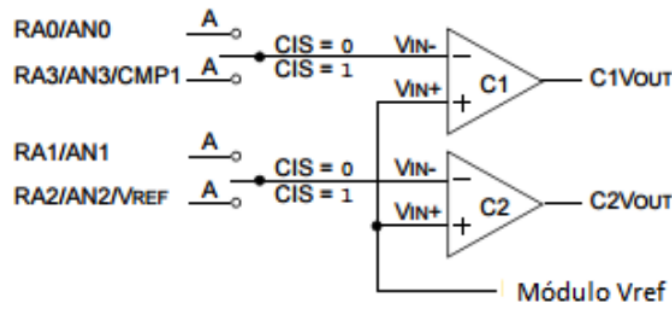 RA0/AN0 A CIS = 0 VIN- −
RA3/AN3/CMP1 A CIS = 1 VIN+ + C1 C1VOUT
RA1/AN1 A CIS = 0 VIN- −
RA2/AN2/VREF A CIS = 1 VIN+ + C2 C2VOUT
Módulo Vref